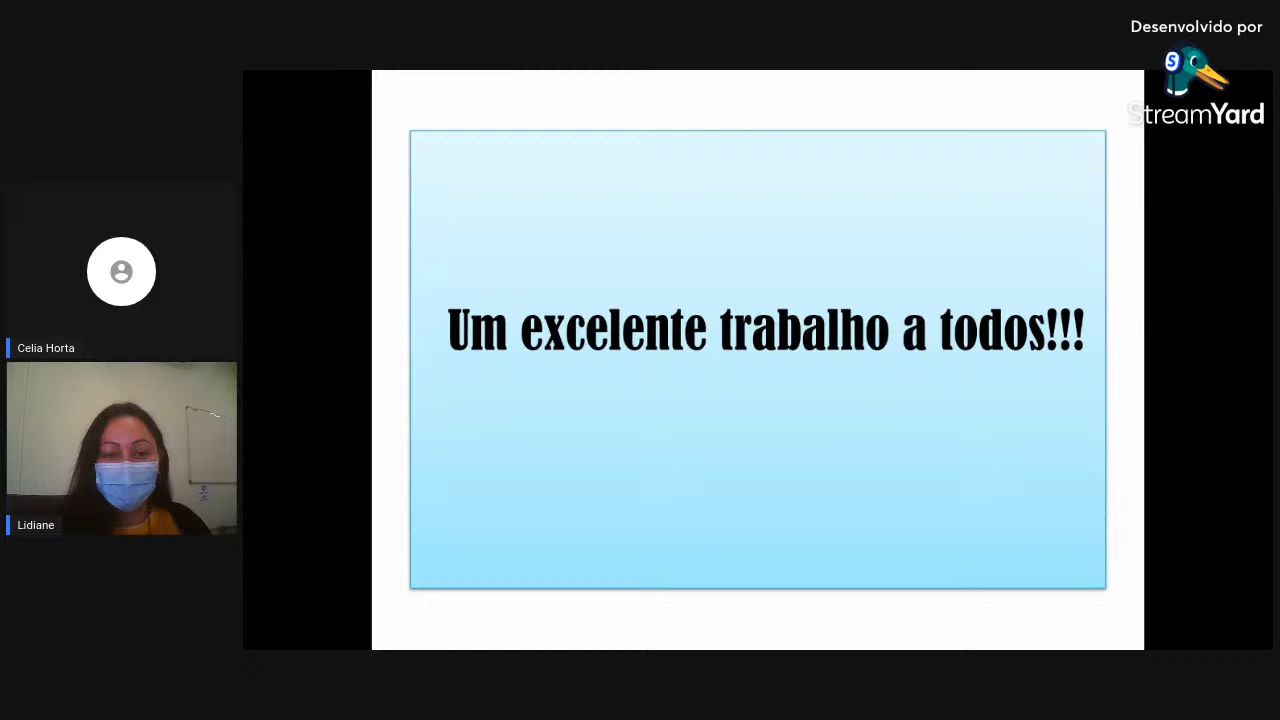 Desenvolvido por
StreamYard
Um excelente trabalho a todos!!!
Celia Horta
Lidiane